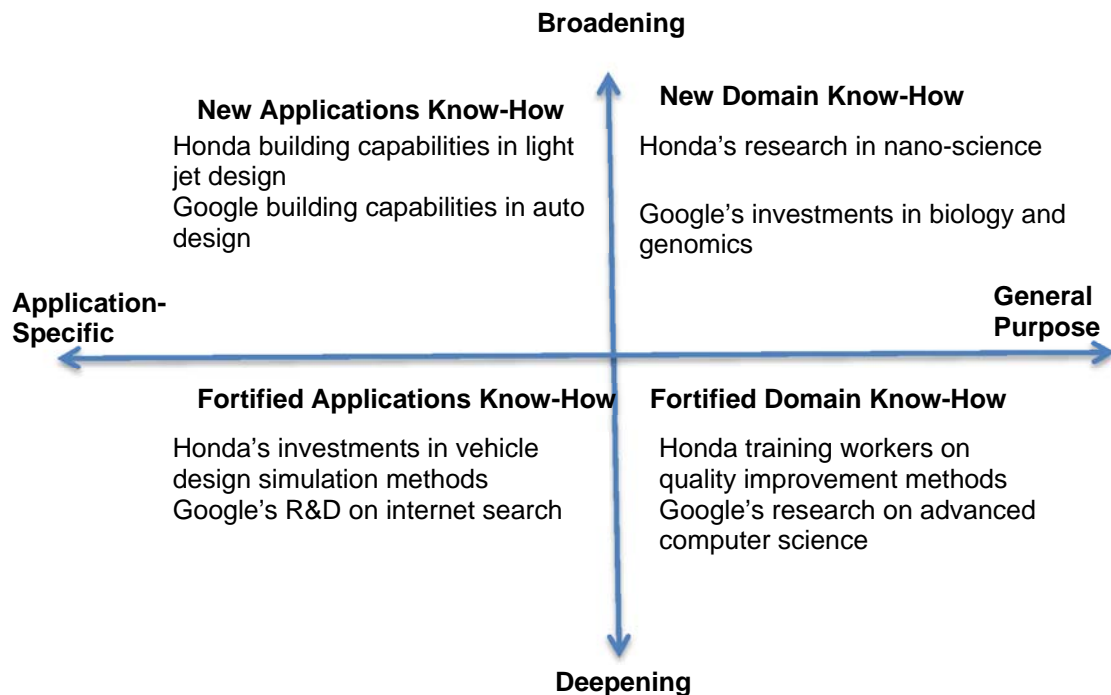 Broadening
New Applications Know-How
Honda building capabilities in light
jet design
Google building capabilities in auto
design
New Domain Know-How
Honda’s research in nano-science
Google’s investments in biology and
genomics
Application-
Specific
General
Purpose
Fortified Applications Know-How
Honda’s investments in vehicle
design simulation methods
Google’s R&D on internet search
Fortified Domain Know-How
Honda training workers on
quality improvement methods
Google’s research on advanced
computer science
Deepening